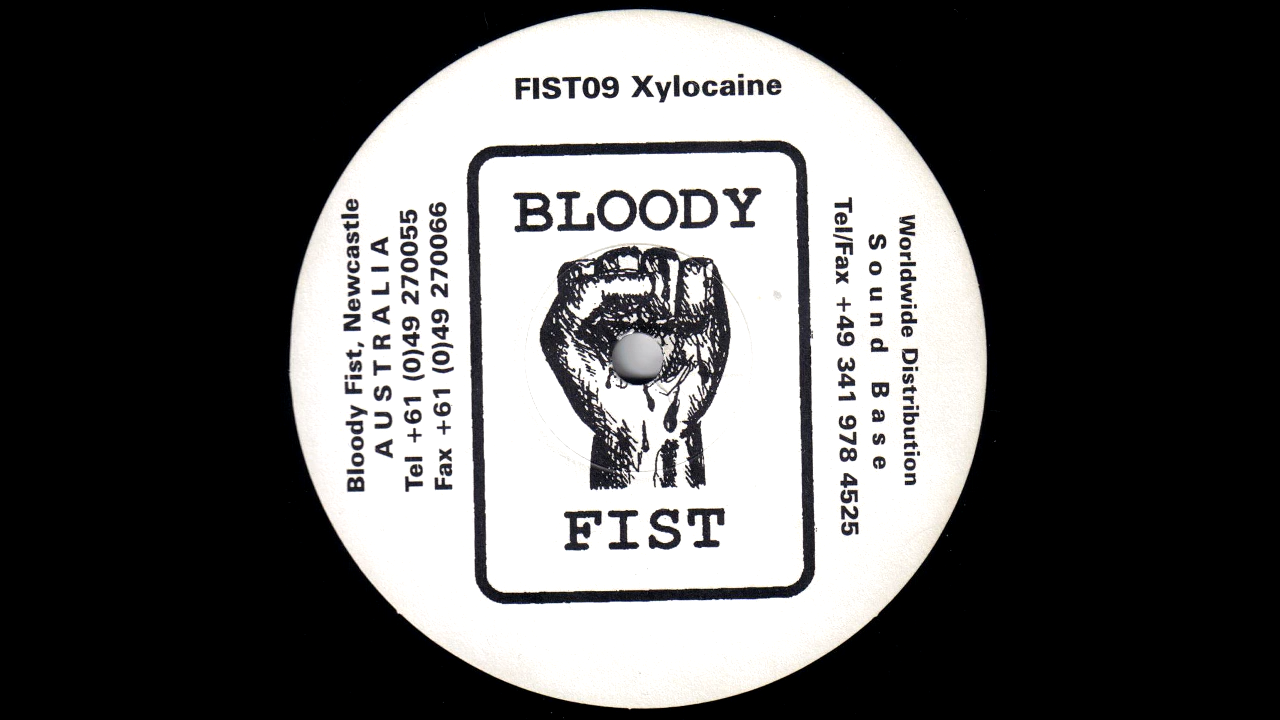 FIST09 Xylocaine
BLOODY
FIST
Bloody Fist, Newcastle
AUSTRALIA
Tel +61 (0)49 270055
Fax +61 (0)49 270066
Worldwide Distribution
Sound Base
Tel/Fax +49 341 978 4525